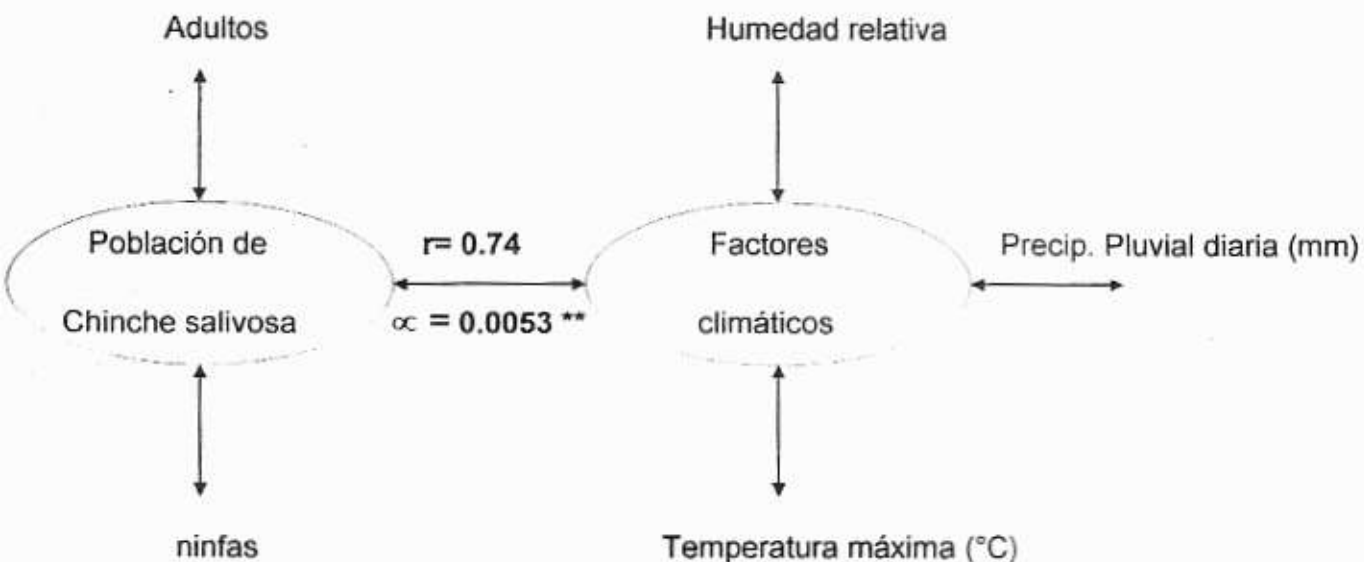 Adultos
Humedad relativa
Población de
Chinche salivosa
r= 0.74
∝ = 0.0053 **
Factores
climáticos
Precip. Pluvial diaria (mm)
ninfas
Temperatura máxima (°C)